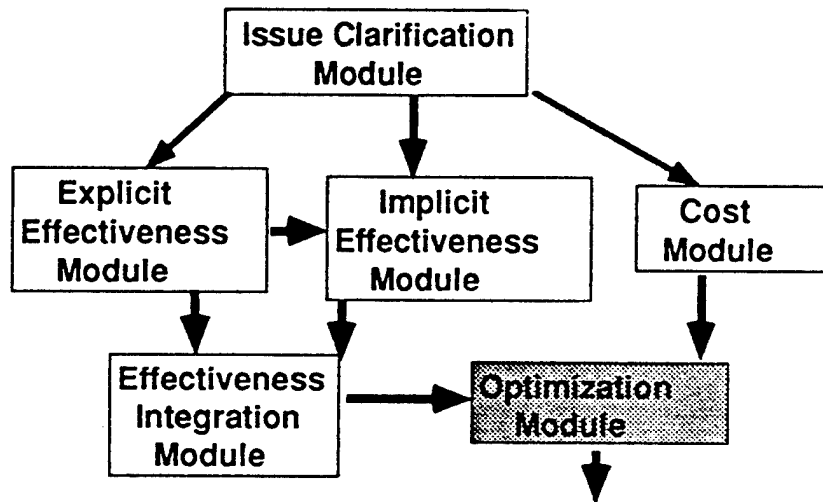 Issue Clarification
Module
Explicit
Effectiveness
Module
Implicit
Effectiveness
Module
Cost
Module
Effectiveness
Integration
Module
Optimization
Module